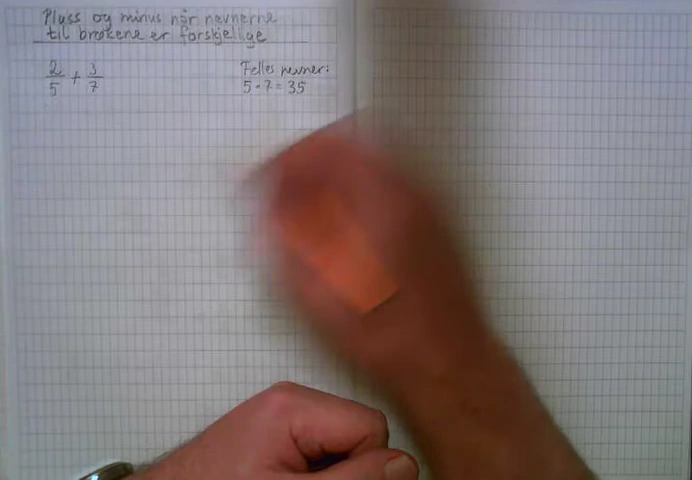 Pluss og minus når nevnerne
til brøkene er forskjellige
2/5 + 3/7
Felles nevner:
5 · 7 = 35